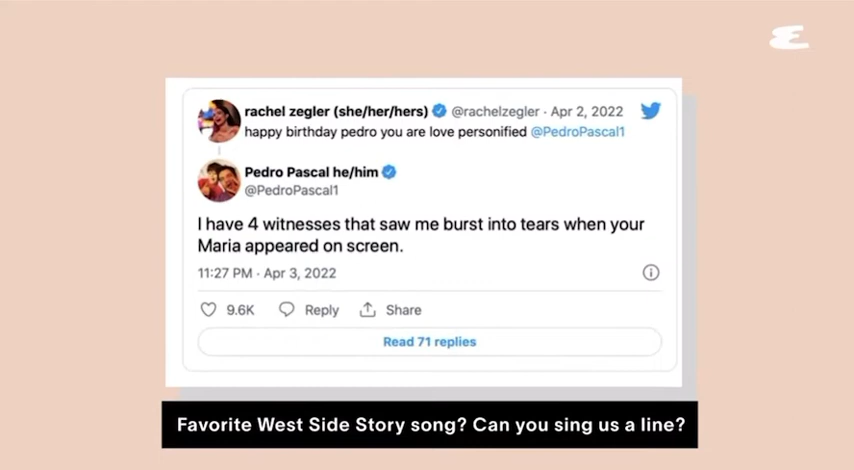 E
rachel zegler (she/her/hers) @rachelzegler · Apr 2, 2022
happy birthday pedro you are love personified @PedroPascal1
Pedro Pascal he/him
@PedroPascal1
I have 4 witnesses that saw me burst into tears when your
Maria appeared on screen.
11:27 PM · Apr 3, 2022
9.6K Reply Share
Read 71 replies
Favorite West Side Story song? Can you sing us a line?